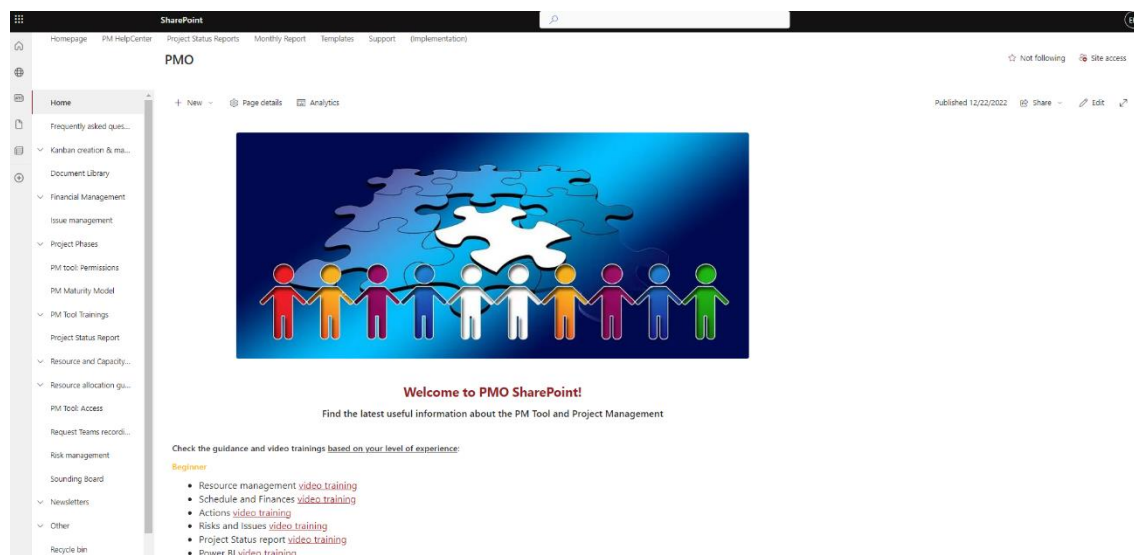 SharePoint
Homepage PM HelpCenter Project Status Reports Monthly Report Templates Support (Implementation)
PMO
Not following Site access
Home
Frequently asked ques...
Kanban creation & ma...
Document Library
Financial Management
Issue management
Project Phases
PM tool: Permissions
PM Maturity Model
PM Tool Trainings
Project Status Report
Resource and Capacity...
Resource allocation gu...
PM Tool: Access
Request Teams recordi...
Risk management
Sounding Board
Newsletters
Other
Recycle bin
+ New Page details Analytics
Published 12/22/2022 Share Edit
Welcome to PMO SharePoint!
Find the latest useful information about the PM Tool and Project Management
Check the guidance and video trainings based on your level of experience:
Beginner
• Resource management video training
• Schedule and Finances video training
• Actions video training
• Risks and Issues video training
• Project Status report video training
• Power BI video training